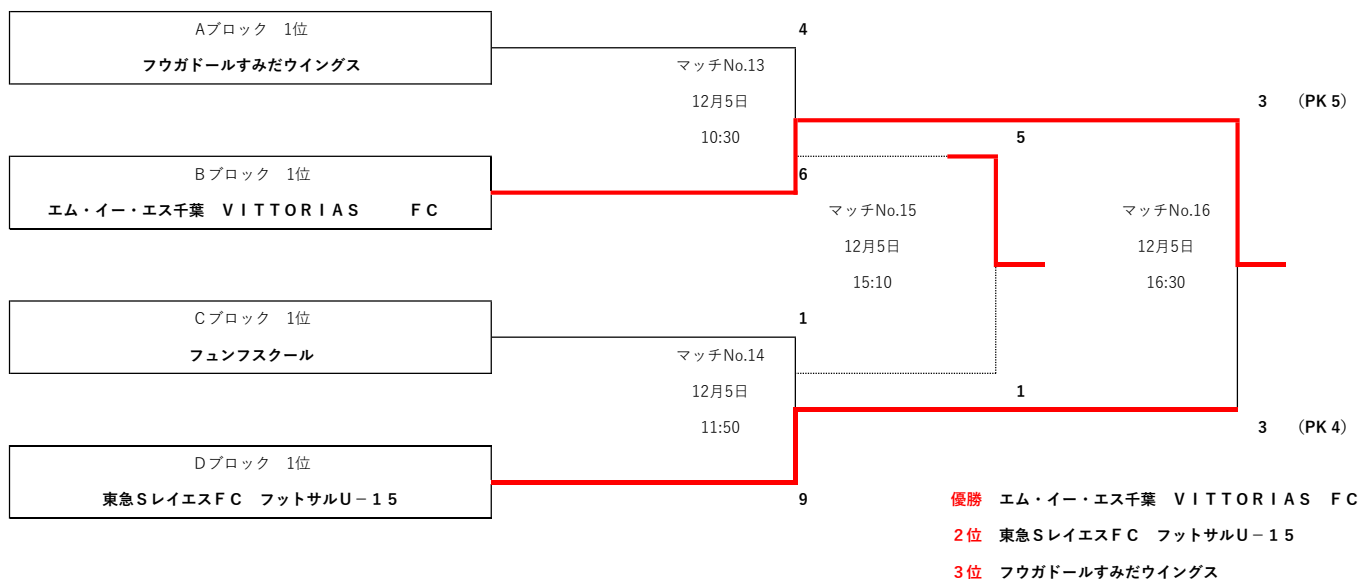 Aブロック　1位
フウガドールすみだウイングス
4
マッチNo.13
12月5日
10:30
3　（PK 5）
5
Bブロック　1位
エム・イー・エス千葉　ＶＩＴＴＯＲＩＡＳ　　　ＦＣ
6
マッチNo.15
12月5日
15:10
マッチNo.16
12月5日
16:30
Cブロック　1位
フュンフスクール
1
マッチNo.14
12月5日
11:50
1
3　（PK 4）
Dブロック　1位
東急ＳレイエスＦＣ　フットサルＵ－１５
9
優勝　エム・イー・エス千葉　ＶＩＴＴＯＲＩＡＳ　ＦＣ
２位　東急ＳレイエスＦＣ　フットサルＵ－１５
３位　フウガドールすみだウイングス